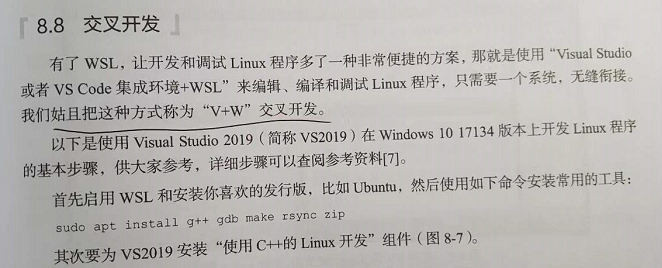 8.8 交叉开发
有了 WSL，让开发和调试 Linux 程序多了一种非常便捷的方案，那就是使用“Visual Studio
或者 VS Code 集成环境+WSL”来编辑、编译和调试 Linux 程序，只需要一个系统，无缝衔接。
我们姑且把这种方式称为“V+W”交叉开发。
以下是使用 Visual Studio 2019（简称 VS2019）在 Windows 10 17134 版本上开发 Linux 程序
的基本步骤，供大家参考，详细步骤可以查阅参考资料[7]。
首先启用 WSL 和安装你喜欢的发行版，比如 Ubuntu，然后使用如下命令安装常用的工具：
sudo apt install g++ gdb make rsync zip
其次要为 VS2019 安装“使用 C++的 Linux 开发”组件（图 8-7）。